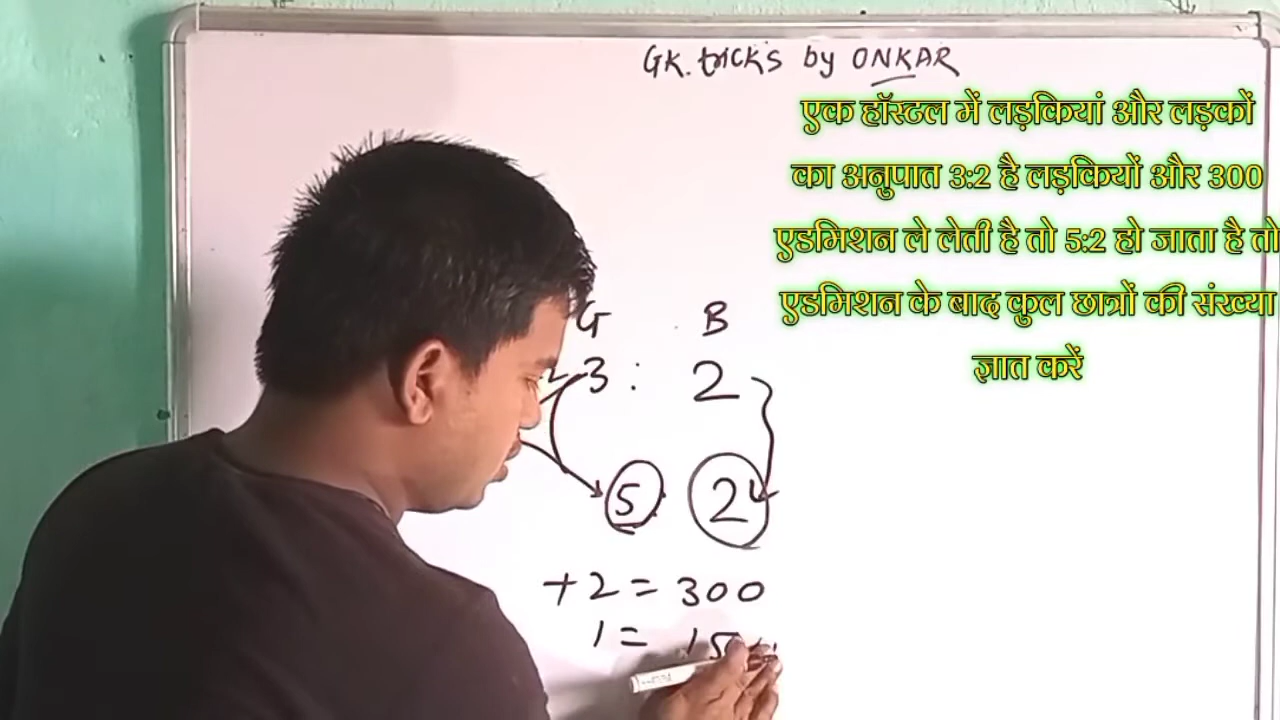 GK. tricks by ONKAR
एक हॉस्टल में लड़कियां और लड़कों
का अनुपात 3:2 है लड़कियों और 300
एडमिशन ले लेती है तो 5:2 हो जाता है तो
एडमिशन के बाद कुल छात्रों की संख्या
ज्ञात करें
G B
3 : 2
5 2
+2 = 300
1 = 15